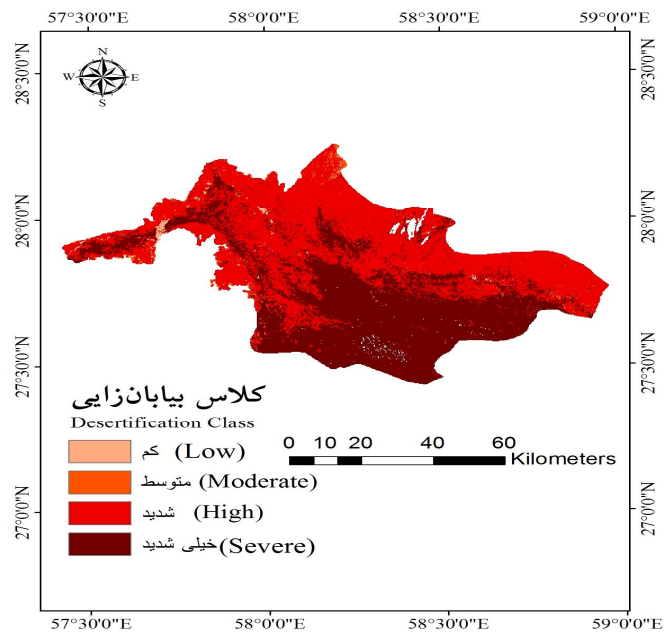 57°30'0"E 58°0'0"E 58°30'0"E 59°0'0"E
28°30'0"N
28°0'0"N
27°30'0"N
27°0'0"N
N
W E
S
28°30'0"N
28°0'0"N
27°30'0"N
27°0'0"N
کلاس بیابان‌زایی
Desertification Class
کم (Low)
متوسط (Moderate)
شدید (High)
خیلی شدید (Severe)
0 10 20 40 60
Kilometers
57°30'0"E 58°0'0"E 58°30'0"E 59°0'0"E